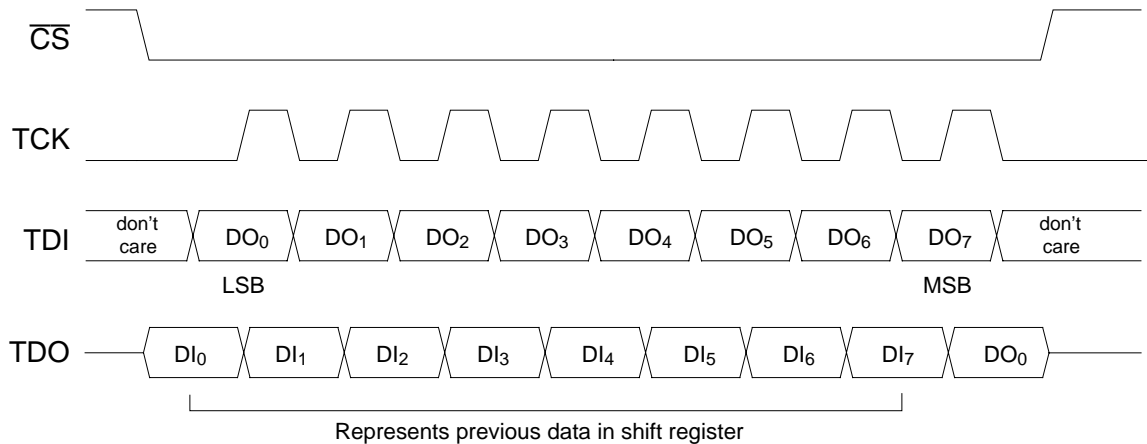 CS
TCK
TDI don't care DO0 DO1 DO2 DO3 DO4 DO5 DO6 DO7 don't care
LSB MSB
TDO DI0 DI1 DI2 DI3 DI4 DI5 DI6 DI7 DO0
Represents previous data in shift register